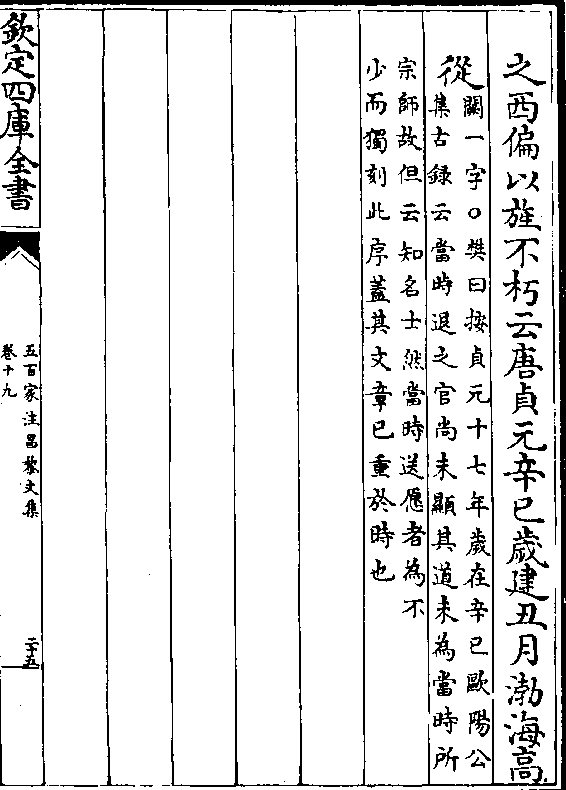 之西偏以旌不朽云唐貞元辛巳歲建丑月渤海高
從
闕一字○樊曰按貞元十七年歲在辛巳歐陽公
集古錄云當時退之官尚未顯其道未為當時所
宗師故但云知名士然當時送愿者為不
少而獨刻此序蓋其文章已重於時也
欽定四庫全書
五百家注昌黎文集
卷十九
二十五